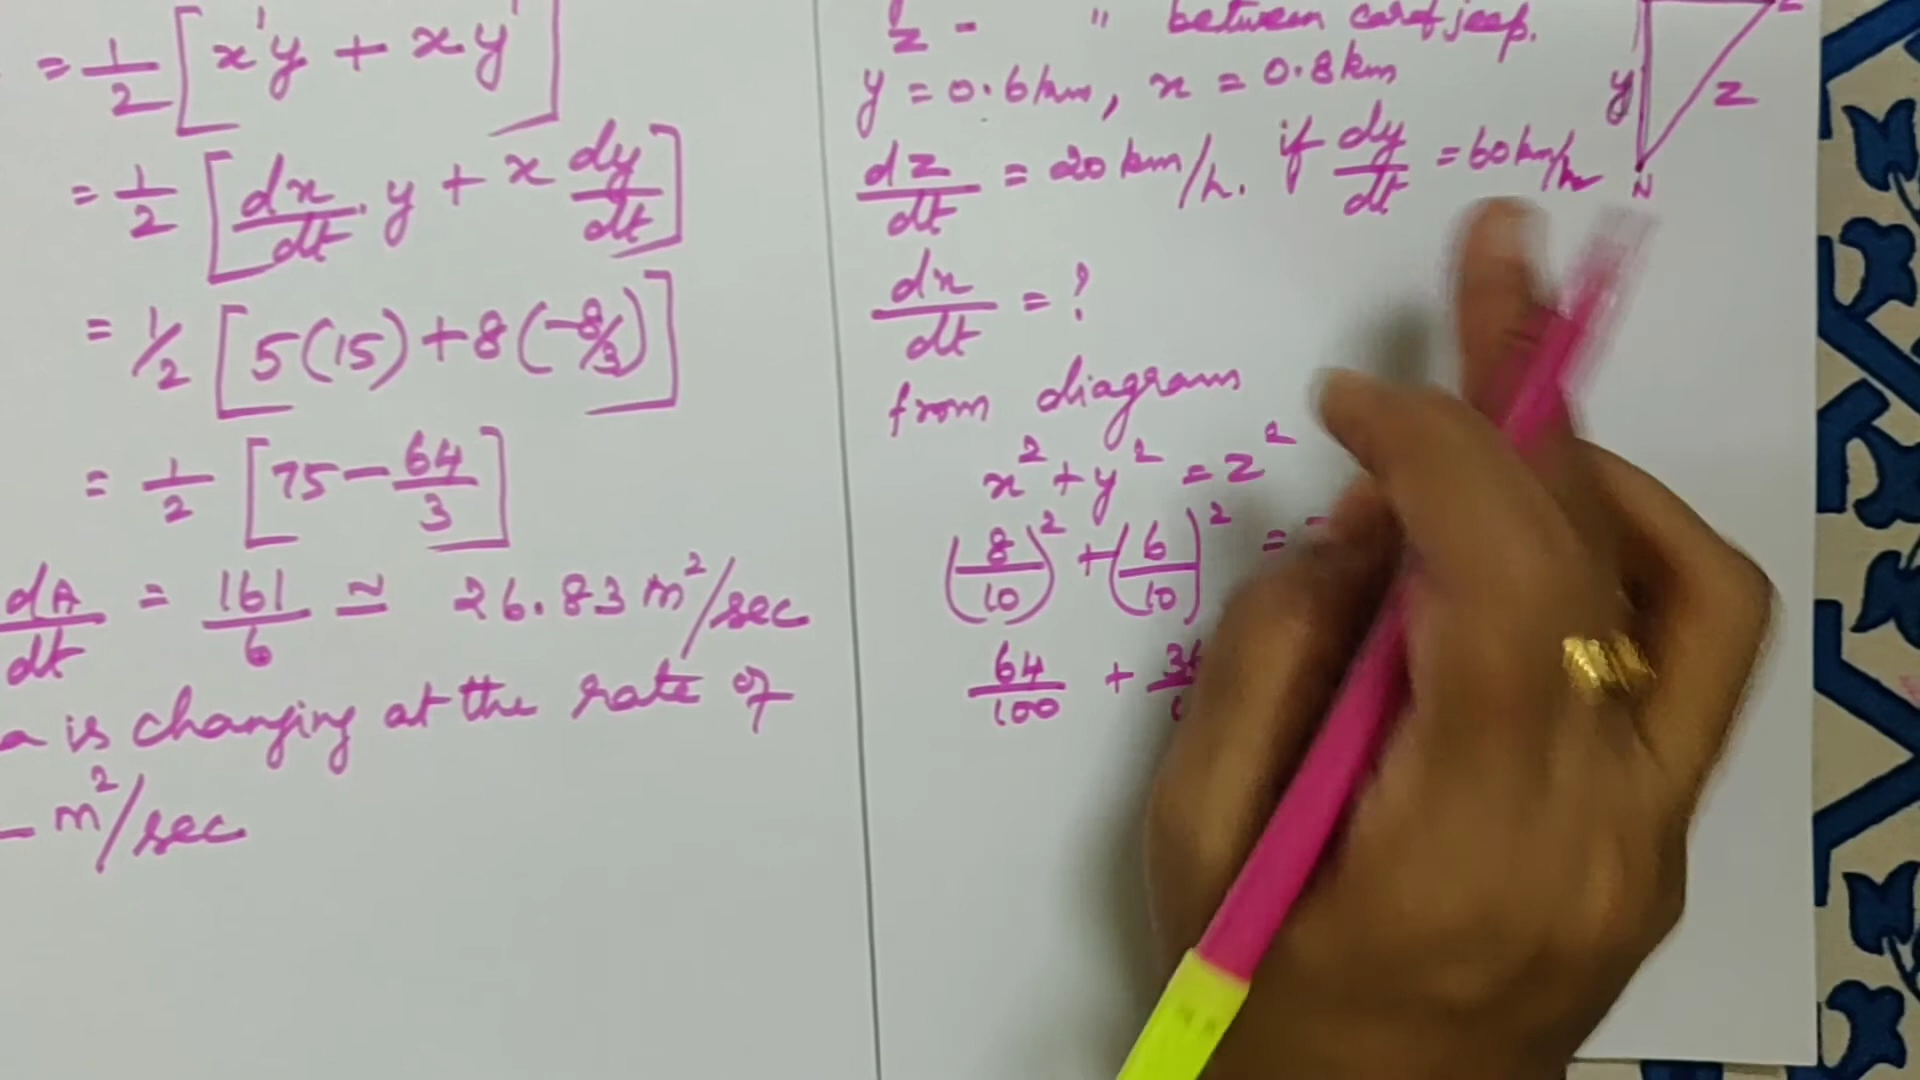 = 1/2 [x'y + xy']
= 1/2 [dx/dt . y + x dy/dt]
= 1/2 [5(15) + 8(-8/3)]
= 1/2 [75 - 64/3]
dA/dt = 161/6 ≃ 26.83 m²/sec
a is changing at the rate of
- m²/sec
z - " between car & jeep.
y = 0.6 km, x = 0.8 km
dz/dt = 20 km/h. if dy/dt = 60 km/hr
dx/dt = ?
from diagram
x² + y² = z²
(8/10)² + (6/10)² =
64/100 +
y
z
N